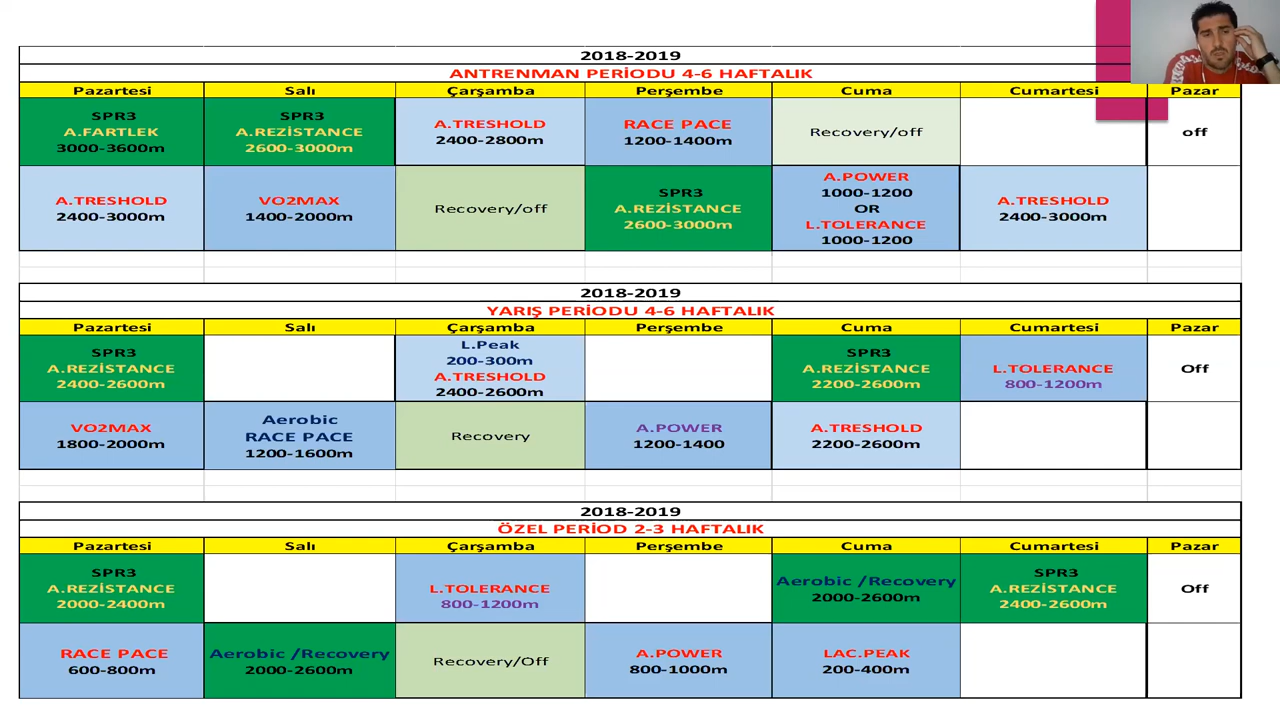 2018-2019
ANTRENMAN PERİODU 4-6 HAFTALIK
Pazartesi Salı Çarşamba Perşembe Cuma Cumartesi Pazar
SPR3
A.FARTLEK
3000-3600m
SPR3
A.REZİSTANCE
2600-3000m
A.TRESHOLD
2400-2800m
RACE PACE
1200-1400m
Recovery/off
off
A.TRESHOLD
2400-3000m
VO2MAX
1400-2000m
Recovery/off
SPR3
A.REZİSTANCE
2600-3000m
A.POWER
1000-1200
OR
L.TOLERANCE
1000-1200
A.TRESHOLD
2400-3000m
2018-2019
YARIŞ PERİODU 4-6 HAFTALIK
Pazartesi Salı Çarşamba Perşembe Cuma Cumartesi Pazar
SPR3
A.REZİSTANCE
2400-2600m
L.Peak
200-300m
A.TRESHOLD
2400-2600m
SPR3
A.REZİSTANCE
2200-2600m
L.TOLERANCE
800-1200m
Off
VO2MAX
1800-2000m
Aerobic
RACE PACE
1200-1600m
Recovery
A.POWER
1200-1400
A.TRESHOLD
2200-2600m
2018-2019
ÖZEL PERİOD 2-3 HAFTALIK
Pazartesi Salı Çarşamba Perşembe Cuma Cumartesi Pazar
SPR3
A.REZİSTANCE
2000-2400m
L.TOLERANCE
800-1200m
Aerobic /Recovery
2000-2600m
SPR3
A.REZİSTANCE
2400-2600m
Off
RACE PACE
600-800m
Aerobic /Recovery
2000-2600m
Recovery/Off
A.POWER
800-1000m
LAC.PEAK
200-400m